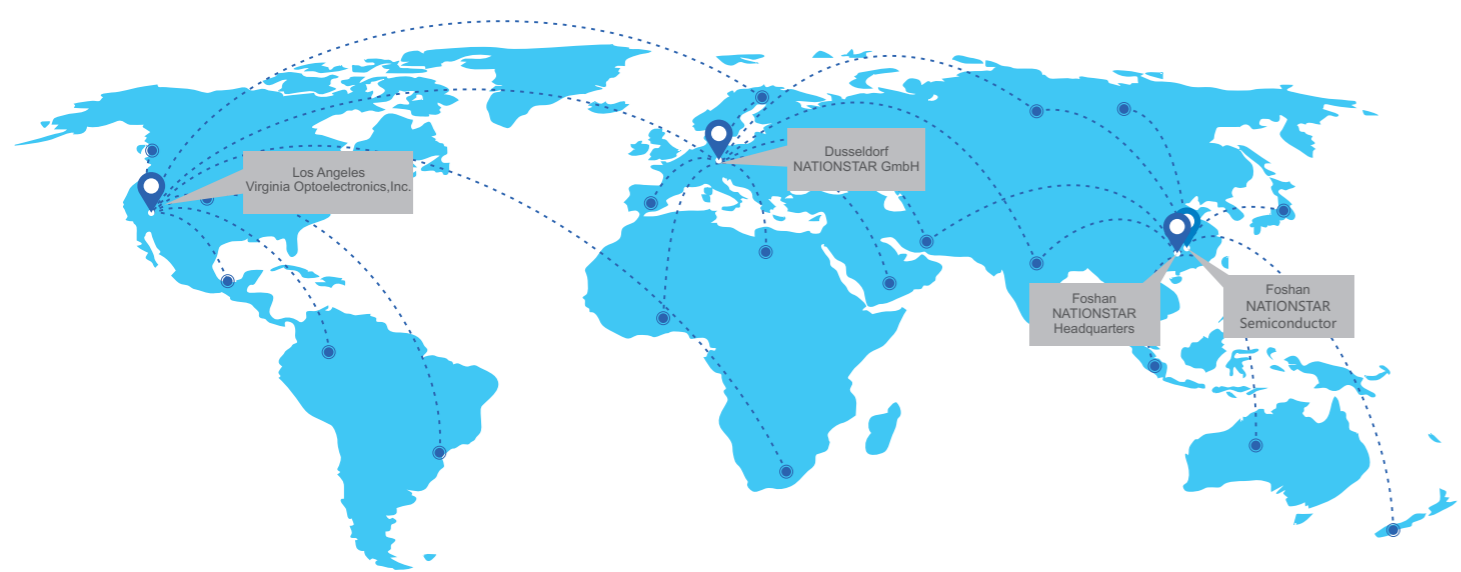 Los Angeles
Virginia Optoelectronics,Inc.
Dusseldorf
NATIONSTAR GmbH
Foshan
NATIONSTAR
Headquarters
Foshan
NATIONSTAR
Semiconductor